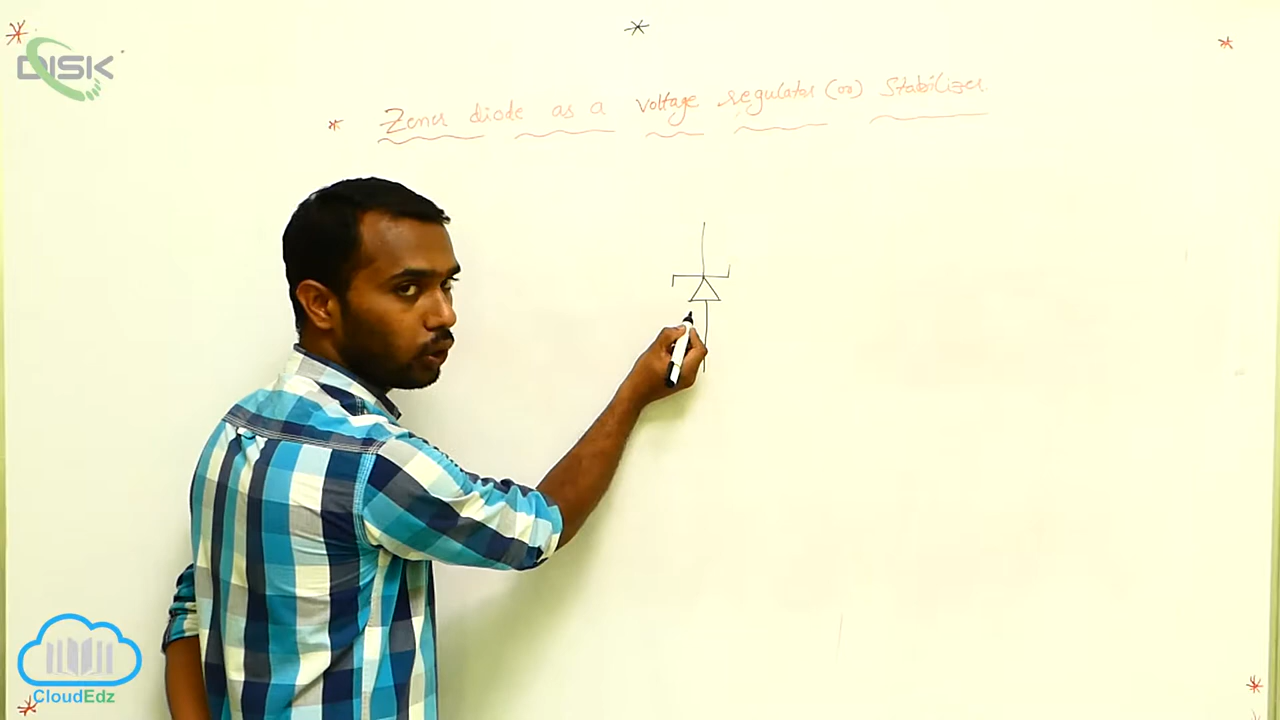 DISK
* Zener diode as a voltage regulator (or) Stabilizer.
CloudEdz